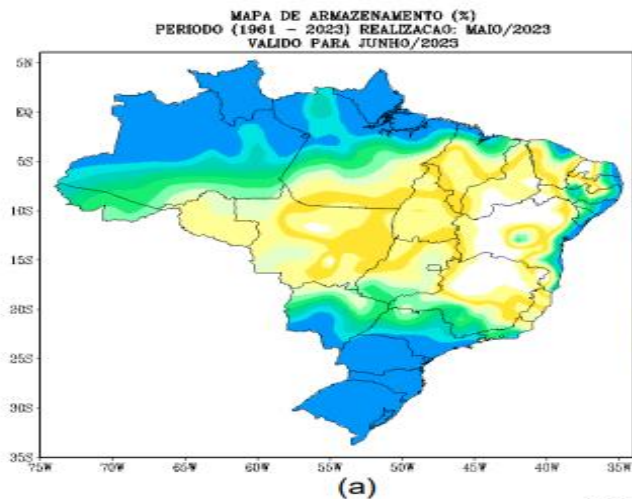 MAPA DE ARMAZENAMENTO (%)
PERIODO (1961 – 2023) REALIZACAO: MAIO/2023
VALIDO PARA JUNHO/2023
5N
EQ
5S
10S
15S
20S
25S
30S
35S
75W 70W 65W 60W 55W 50W 45W 40W 35W
(a)